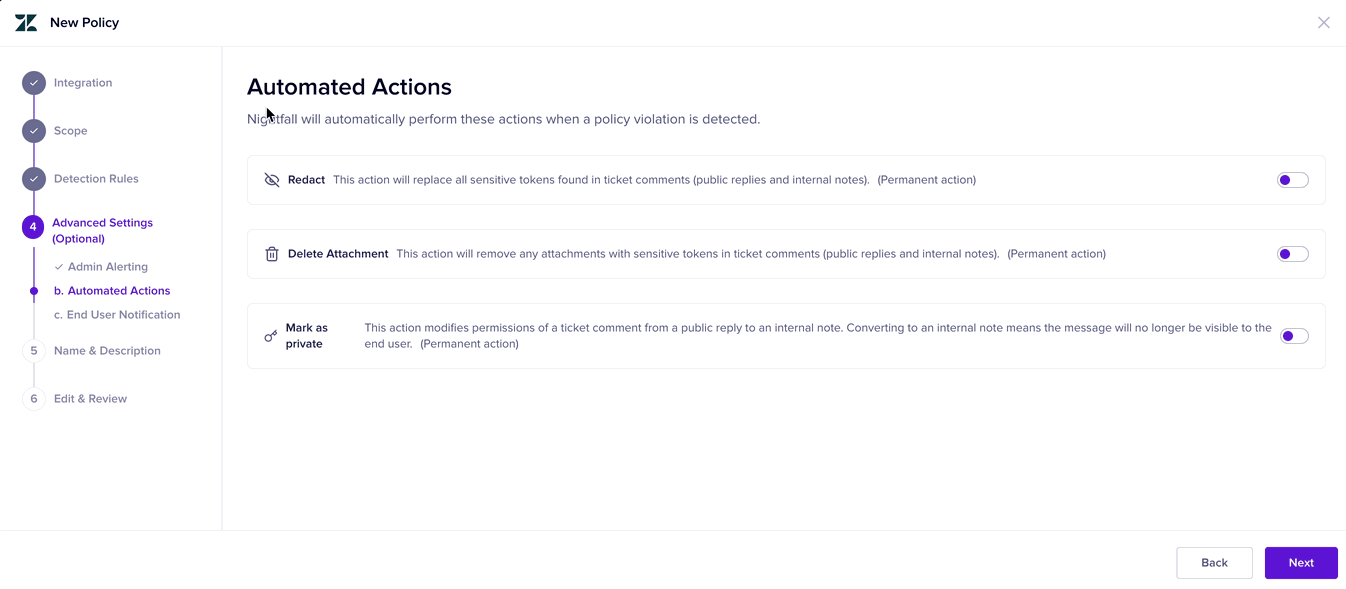 New Policy
Integration
Scope
Detection Rules
4
Advanced Settings
(Optional)
Admin Alerting
b. Automated Actions
c. End User Notification
5
Name & Description
6
Edit & Review
Automated Actions
Nightfall will automatically perform these actions when a policy violation is detected.
Redact This action will replace all sensitive tokens found in ticket comments (public replies and internal notes). (Permanent action)
Delete Attachment This action will remove any attachments with sensitive tokens in ticket comments (public replies and internal notes). (Permanent action)
Mark as
private
This action modifies permissions of a ticket comment from a public reply to an internal note. Converting to an internal note means the message will no longer be visible to the
end user. (Permanent action)
Back
Next